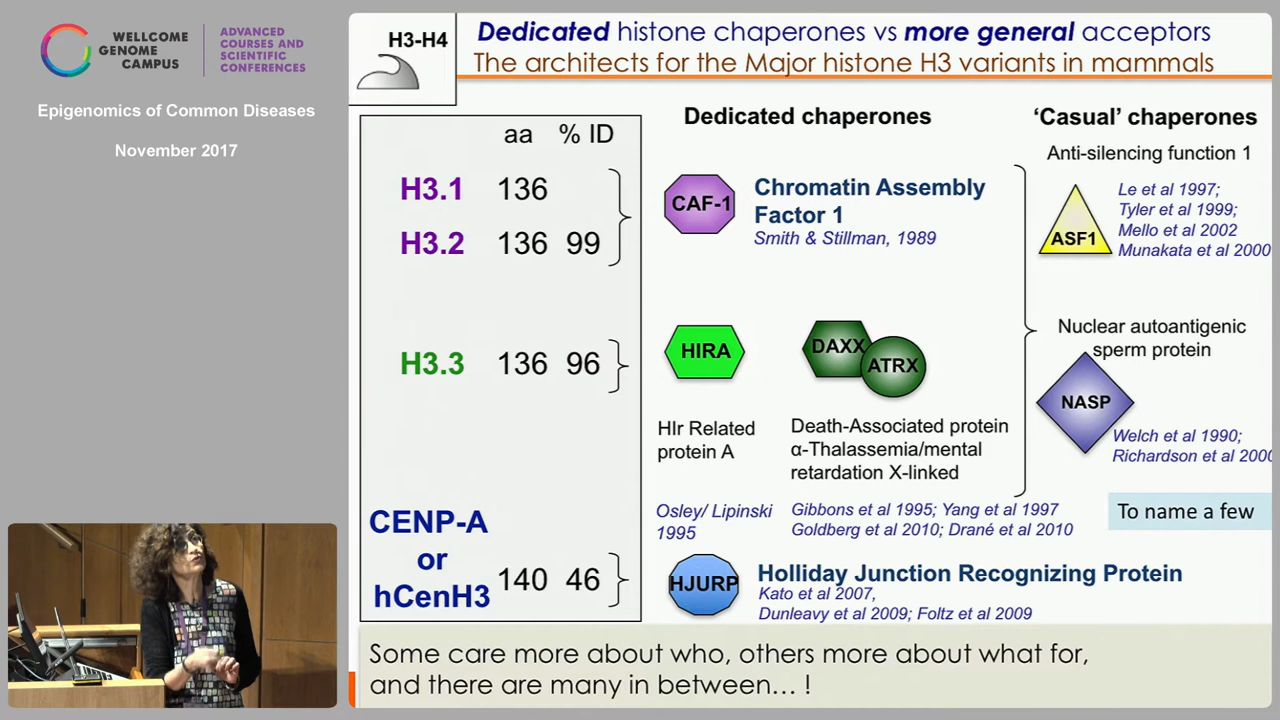 WELLCOME
GENOME
CAMPUS
ADVANCED
COURSES AND
SCIENTIFIC
CONFERENCES
Epigenomics of Common Diseases
November 2017
H3-H4
Dedicated histone chaperones vs more general acceptors
The architects for the Major histone H3 variants in mammals
aa % ID
H3.1 136
H3.2 136 99
H3.3 136 96
CENP-A
or
hCenH3 140 46
Dedicated chaperones
CAF-1
Chromatin Assembly
Factor 1
Smith & Stillman, 1989
HIRA
DAXX
ATRX
HIr Related
protein A
Death-Associated protein
α-Thalassemia/mental
retardation X-linked
Osley/ Lipinski
1995
Gibbons et al 1995; Yang et al 1997
Goldberg et al 2010; Drané et al 2010
HJURP
Holliday Junction Recognizing Protein
Kato et al 2007,
Dunleavy et al 2009; Foltz et al 2009
‘Casual’ chaperones
Anti-silencing function 1
ASF1
Le et al 1997;
Tyler et al 1999;
Mello et al 2002
Munakata et al 2000
Nuclear autoantigenic
sperm protein
NASP
Welch et al 1990;
Richardson et al 2000
To name a few
Some care more about who, others more about what for,
and there are many in between... !